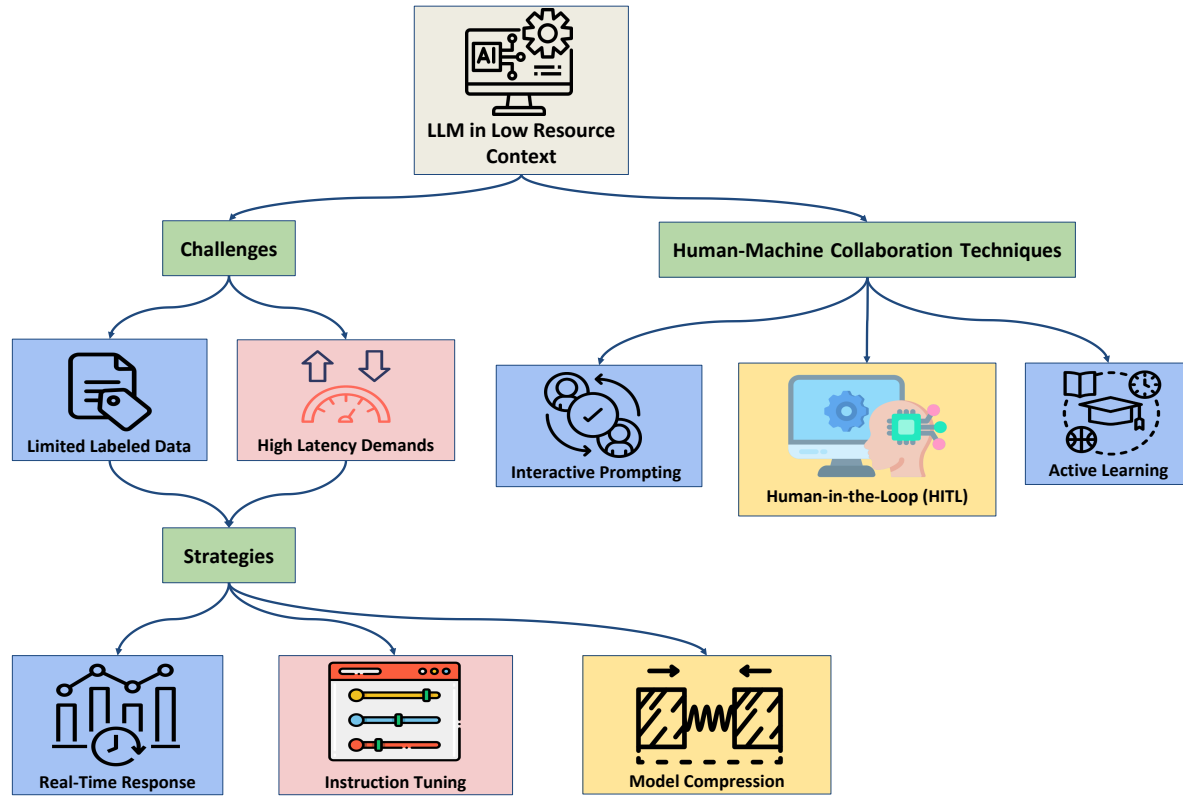 AI
LLM in Low Resource
Context
Challenges
Human-Machine Collaboration Techniques
Limited Labeled Data
High Latency Demands
Interactive Prompting
Human-in-the-Loop (HITL)
Active Learning
Strategies
Real-Time Response
Instruction Tuning
Model Compression